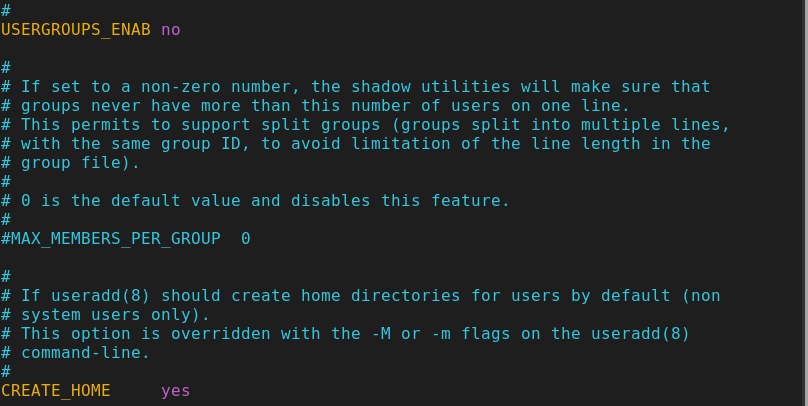 #
USERGROUPS_ENAB no
#
# If set to a non-zero number, the shadow utilities will make sure that
# groups never have more than this number of users on one line.
# This permits to support split groups (groups split into multiple lines,
# with the same group ID, to avoid limitation of the line length in the
# group file).
#
# 0 is the default value and disables this feature.
#
#MAX_MEMBERS_PER_GROUP  0
#
# If useradd(8) should create home directories for users by default (non
# system users only).
# This option is overridden with the -M or -m flags on the useradd(8)
# command-line.
#
CREATE_HOME     yes